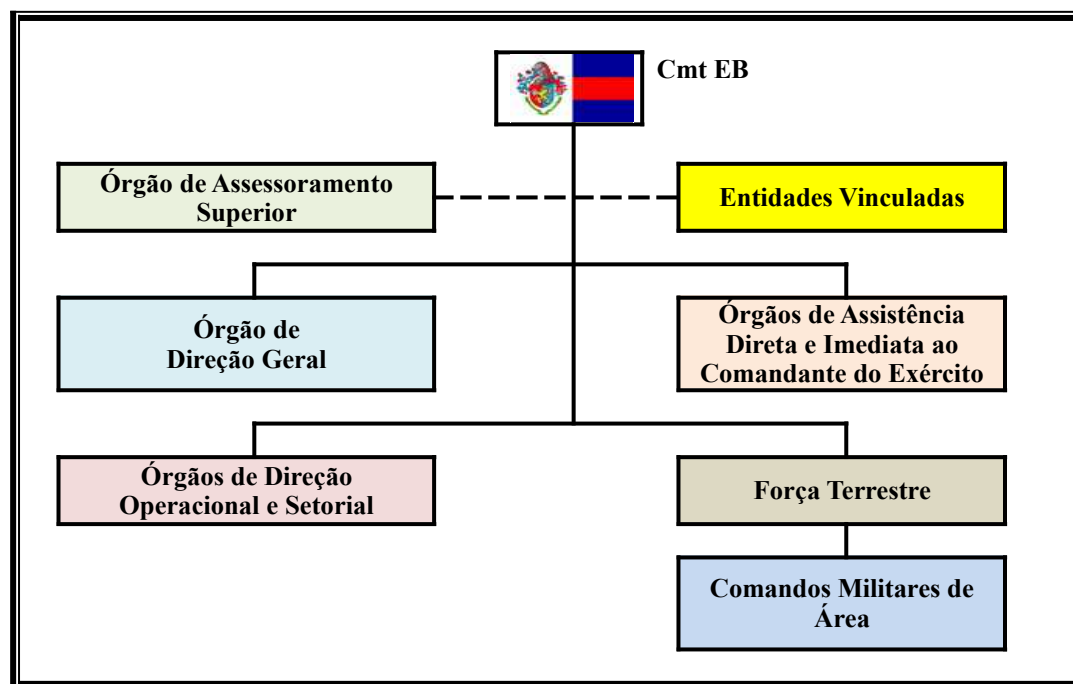 Cmt EB
Órgão de Assessoramento
Superior
Entidades Vinculadas
Órgão de
Direção Geral
Órgãos de Assistência
Direta e Imediata ao
Comandante do Exército
Órgãos de Direção
Operacional e Setorial
Força Terrestre
Comandos Militares de
Área